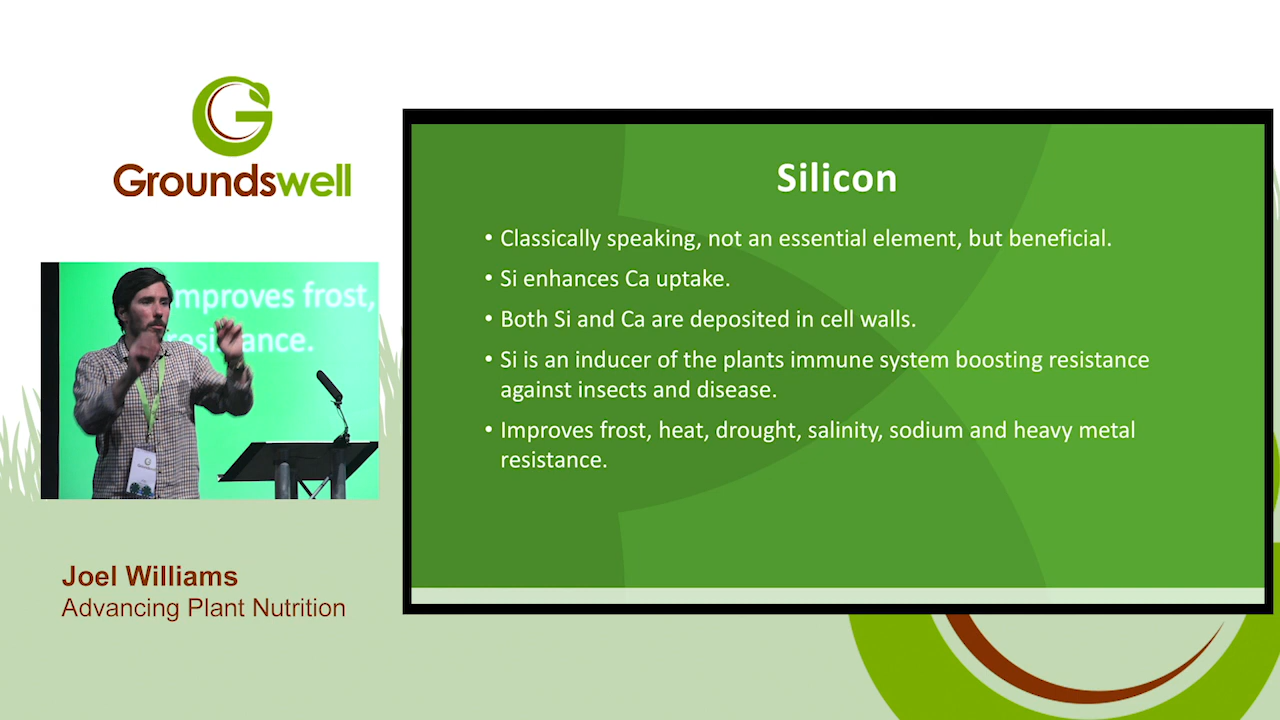 Groundswell
mproves frost,
resistance.
Joel Williams
Advancing Plant Nutrition
Silicon
• Classically speaking, not an essential element, but beneficial.
• Si enhances Ca uptake.
• Both Si and Ca are deposited in cell walls.
• Si is an inducer of the plants immune system boosting resistance
against insects and disease.
• Improves frost, heat, drought, salinity, sodium and heavy metal
resistance.